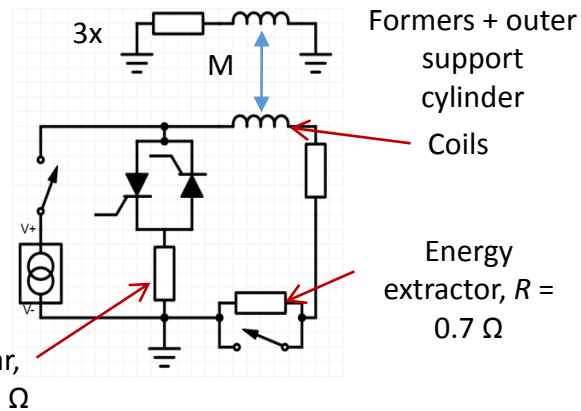 3x
M
Formers + outer
support
cylinder
Coils
V+
V-
Energy
extractor, R =
0.7 Ω
Ω